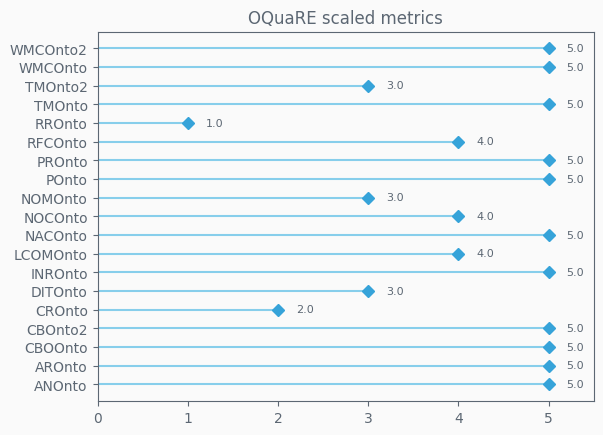 OQuaRE scaled metrics
WMCOnto2 5.0
WMCOnto 5.0
TMOnto2 3.0
TMOnto 5.0
RROnto 1.0
RFCOnto 4.0
PROnto 5.0
POnto 5.0
NOMOnto 3.0
NOCOnto 4.0
NACOnto 5.0
LCOMOnto 4.0
INROnto 5.0
DITOnto 3.0
CROnto 2.0
CBOnto2 5.0
CBOOnto 5.0
AROnto 5.0
ANOnto 5.0
0 1 2 3 4 5